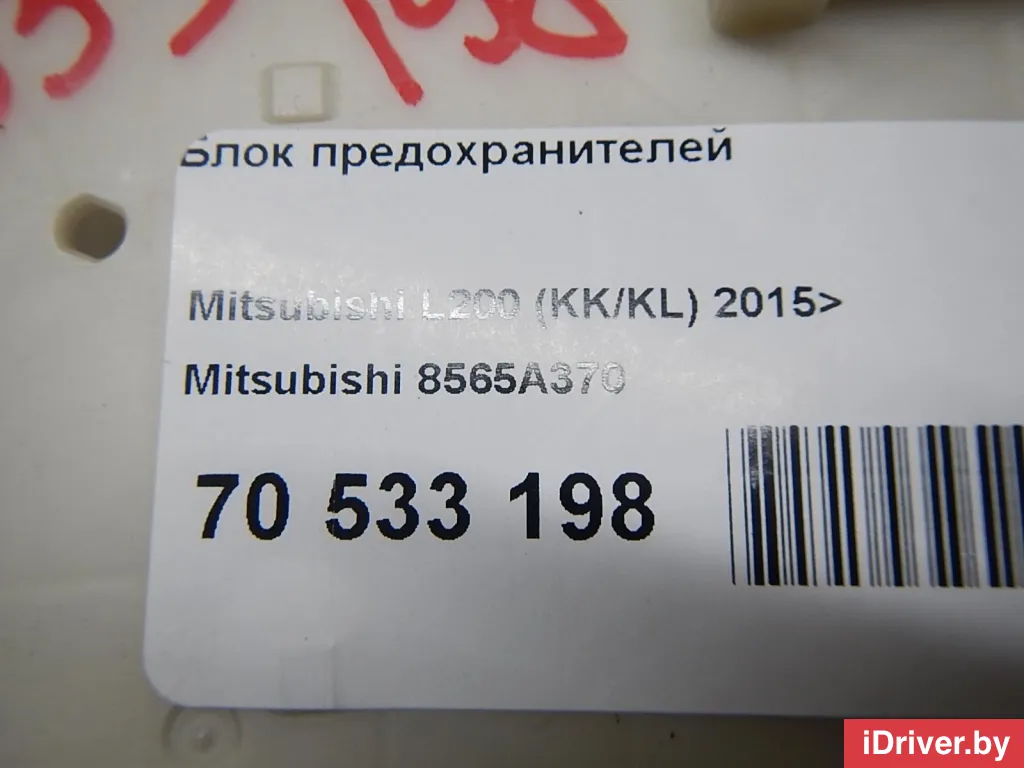 Блок предохранителей
Mitsubishi L200 (KK/KL) 2015>
Mitsubishi 8565A370
70 533 198
iDriver.by